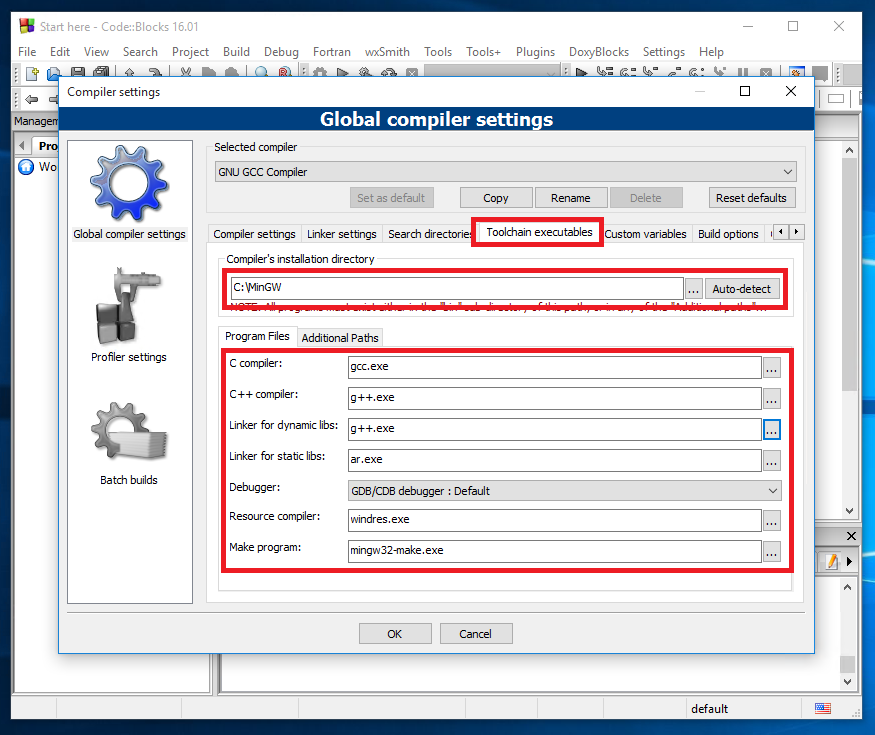 Start here - Code::Blocks 16.01
File Edit View Search Project Build Debug Fortran wxSmith Tools Tools+ Plugins DoxyBlocks Settings Help
Compiler settings
Global compiler settings
Managem
Pro
Wo
Selected compiler
GNU GCC Compiler
Set as default Copy Rename Delete Reset defaults
Global compiler settings
Compiler settings Linker settings Search directories Toolchain executables Custom variables Build options
Compiler's installation directory
C:\MinGW ... Auto-detect
NOTE: All programs must exist either in the "bin" sub-directory of this path, or in any of the "Additional paths"...
Program Files Additional Paths
Profiler settings
C compiler: gcc.exe ...
C++ compiler: g++.exe ...
Linker for dynamic libs: g++.exe ...
Linker for static libs: ar.exe ...
Batch builds
Debugger: GDB/CDB debugger : Default
Resource compiler: windres.exe ...
Make program: mingw32-make.exe ...
OK Cancel
default